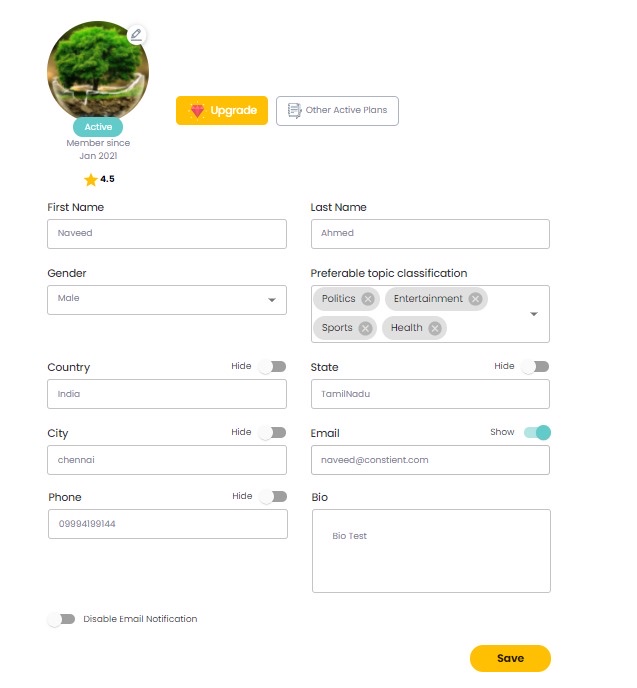 Active
Member since
Jan 2021
4.5
Upgrade
Other Active Plans
First Name
Last Name
Naveed
Ahmed
Gender
Preferable topic classification
Male
Politics
Entertainment
Sports
Health
Country
Hide
State
Hide
India
TamilNadu
City
Hide
Email
Show
chennai
naveed@constient.com
Phone
Hide
Bio
09994199144
Bio Test
Disable Email Notification
Save